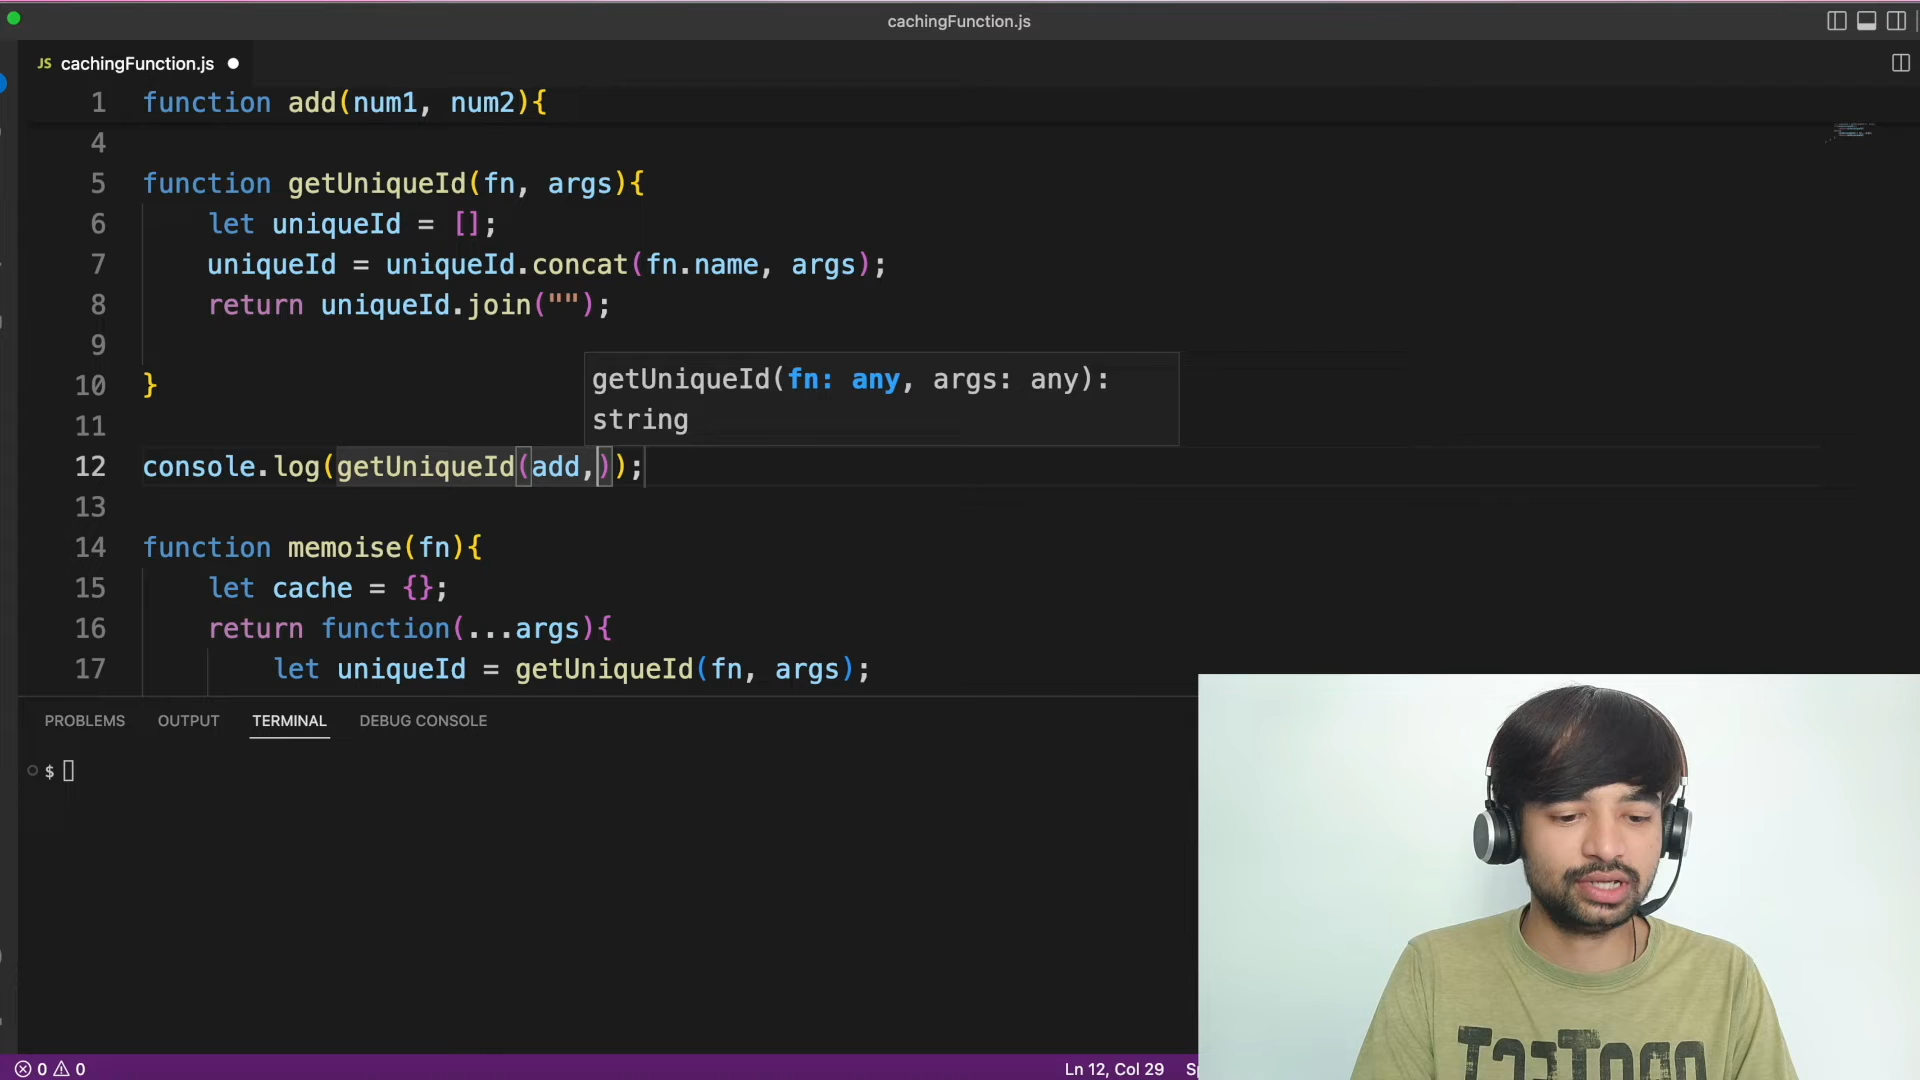 cachingFunction.js
JS cachingFunction.js
1 function add(num1, num2){
4
5 function getUniqueId(fn, args){
6 let uniqueId = [];
7 uniqueId = uniqueId.concat(fn.name, args);
8 return uniqueId.join("");
9
10 }
11
getUniqueId(fn: any, args: any):
string
12 console.log(getUniqueId(add,));
13
14 function memoise(fn){
15 let cache = {};
16 return function(...args){
17 let uniqueId = getUniqueId(fn, args);
PROBLEMS OUTPUT TERMINAL DEBUG CONSOLE
$
0 0
Ln 12, Col 29